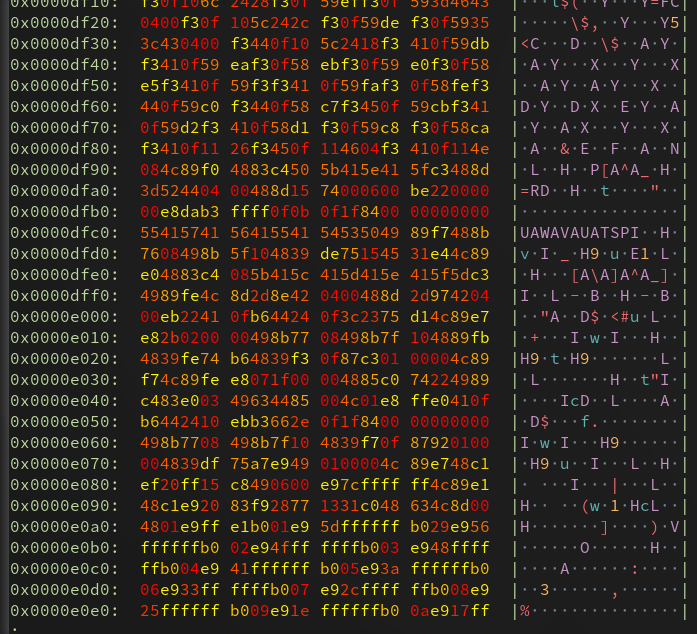 0x0000df10: f30f106c 2428f30f 59eff30f 593d4643 |···l$(··Y···Y=FC
0x0000df20: 0400f30f 105c242c f30f59de f30f5935 |·····\$,··Y···Y5|
0x0000df30: 3c430400 f3440f10 5c2418f3 410f59db |<C···D··\$··A·Y·|
0x0000df40: f3410f59 eaf30f58 ebf30f59 e0f30f58 |·A·Y···X···Y···X|
0x0000df50: e5f3410f 59f3f341 0f59faf3 0f58fef3 |··A·Y··A·Y···X··|
0x0000df60: 440f59c0 f3440f58 c7f3450f 59cbf341 |D·Y··D·X··E·Y··A|
0x0000df70: 0f59d2f3 410f58d1 f30f59c8 f30f58ca |·Y··A·X···Y···X·|
0x0000df80: f3410f11 26f3450f 114604f3 410f114e |·A··&·E··F··A··N|
0x0000df90: 084c89f0 4883c450 5b415e41 5fc3488d |·L··H··P[A^A_·H·|
0x0000dfa0: 3d524404 00488d15 74000600 be220000 |=RD··H··t····"··|
0x0000dfb0: 00e8dab3 ffff0f0b 0f1f8400 00000000 |················|
0x0000dfc0: 55415741 56415541 54535049 89f7488b |UAWAVAUATSPI··H·|
0x0000dfd0: 7608498b 5f104839 de751545 31e44c89 |v·I·_·H9·u·E1·L·|
0x0000dfe0: e04883c4 085b415c 415d415e 415f5dc3 |·H···[A\A]A^A_]·|
0x0000dff0: 4989fe4c 8d2d8e42 0400488d 2d974204 |I··L·-·B··H·-·B·|
0x0000e000: 00eb2241 0fb64424 0f3c2375 d14c89e7 |··"A··D$·<#u·L··|
0x0000e010: e82b0200 00498b77 08498b7f 104889fb |·+···I·w·I···H··|
0x0000e020: 4839fe74 b64839f3 0f87c301 00004c89 |H9·t·H9·······L·|
0x0000e030: f74c89fe e8071f00 004885c0 74224989 |·L·······H··t"I·|
0x0000e040: c483e003 49634485 004c01e8 ffe0410f |····IcD··L····A·|
0x0000e050: b6442410 ebb3662e 0f1f8400 00000000 |·D$···f.········|
0x0000e060: 498b7708 498b7f10 4839f70f 87920100 |I·w·I···H9······|
0x0000e070: 004839df 75a7e949 0100004c 89e748c1 |·H9·u··I···L··H·|
0x0000e080: ef20ff15 c8490600 e97cffff ff4c89e1 |· ···I···|···L··|
0x0000e090: 48c1e920 83f92877 1331c048 634c8d00 |H·· ··(w·1·HcL··|
0x0000e0a0: 4801e9ff e1b001e9 5dffffff b029e956 |H·······]····)·V|
0x0000e0b0: ffffffb0 02e94fff ffffb003 e948ffff |······O······H··|
0x0000e0c0: ffb004e9 41ffffff b005e93a ffffffb0 |····A······:····|
0x0000e0d0: 06e933ff ffffb007 e92cffff ffb008e9 |··3······,······|
0x0000e0e0: 25ffffff b009e91e ffffffb0 0ae917ff |%···············|